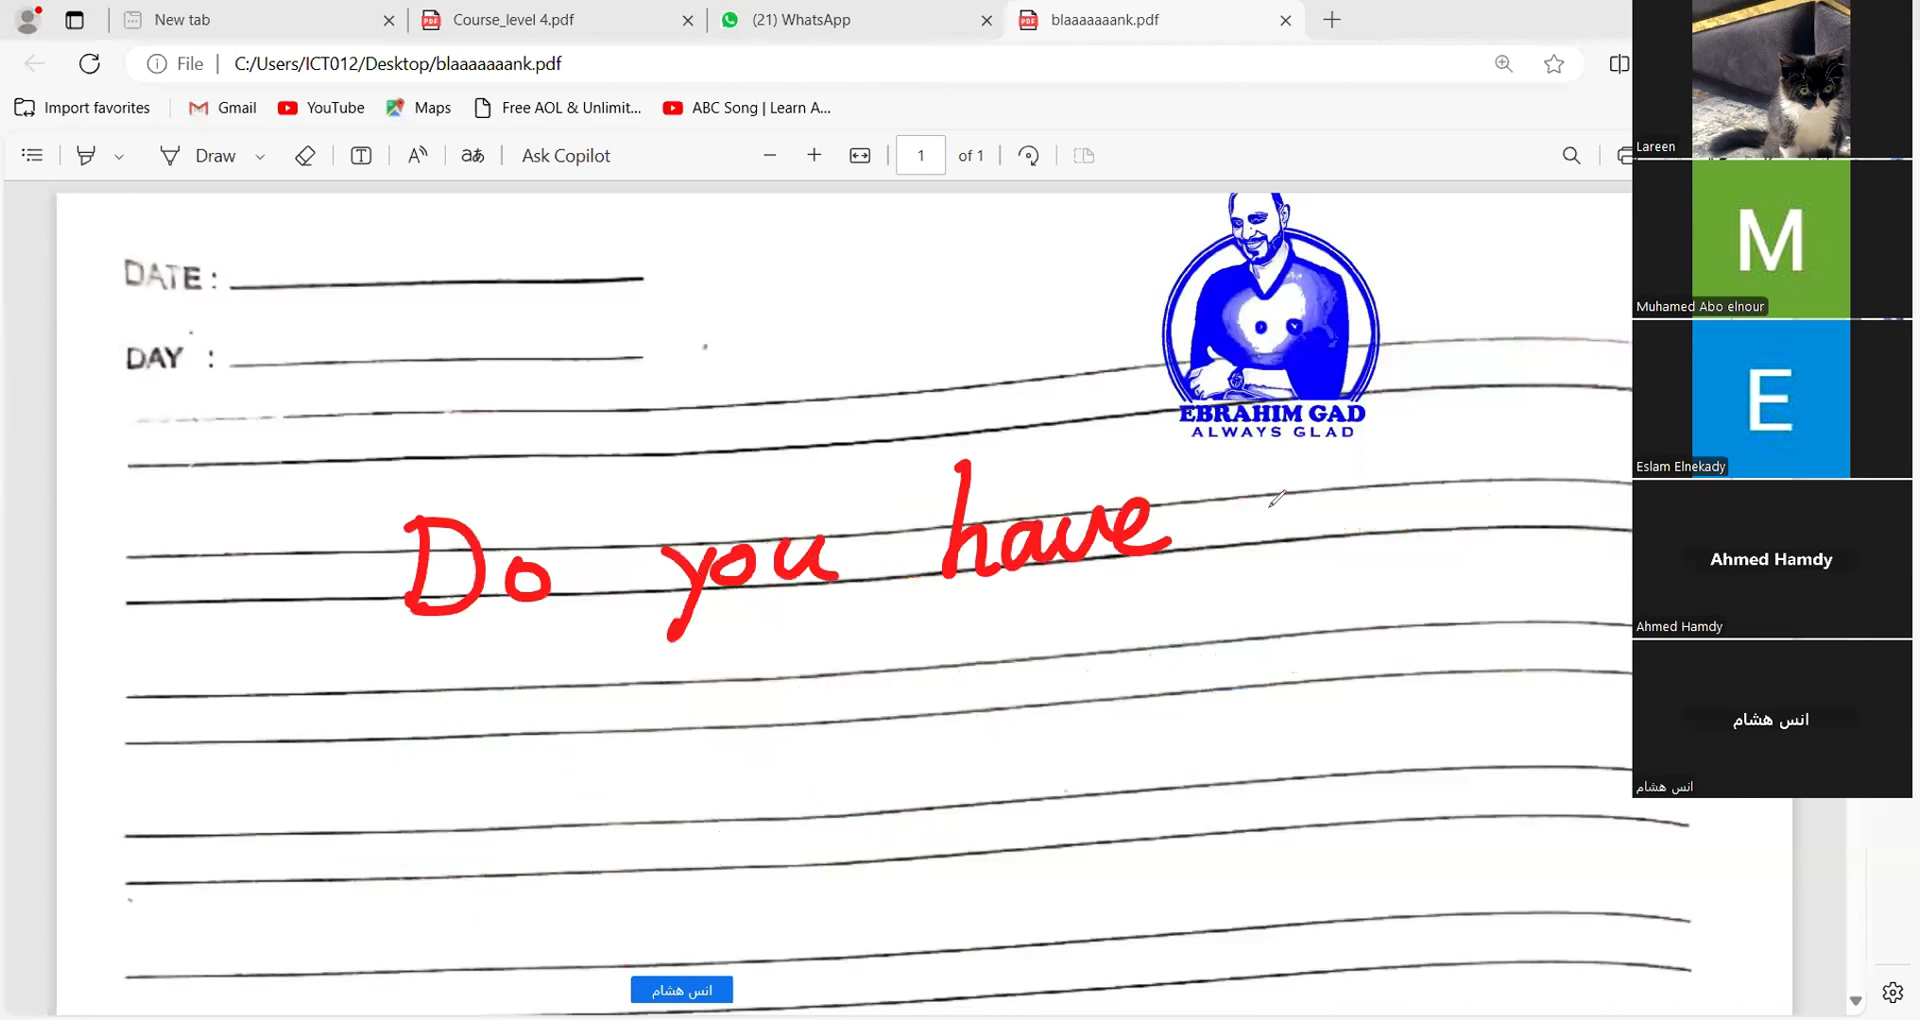 New tab
Course_level 4.pdf
(21) WhatsApp
blaaaaaaank.pdf
File
C:/Users/ICT012/Desktop/blaaaaaaank.pdf
Import favorites
Gmail
YouTube
Maps
Free AOL & Unlimit...
ABC Song | Learn A...
Draw
aあ
Ask Copilot
1
of 1
DATE :
DAY :
EBRAHIM GAD
ALWAYS GLAD
Do you have
انس هشام
Lareen
M
Muhamed Abo elnour
E
Eslam Elnekady
Ahmed Hamdy
Ahmed Hamdy
انس هشام
انس هشام